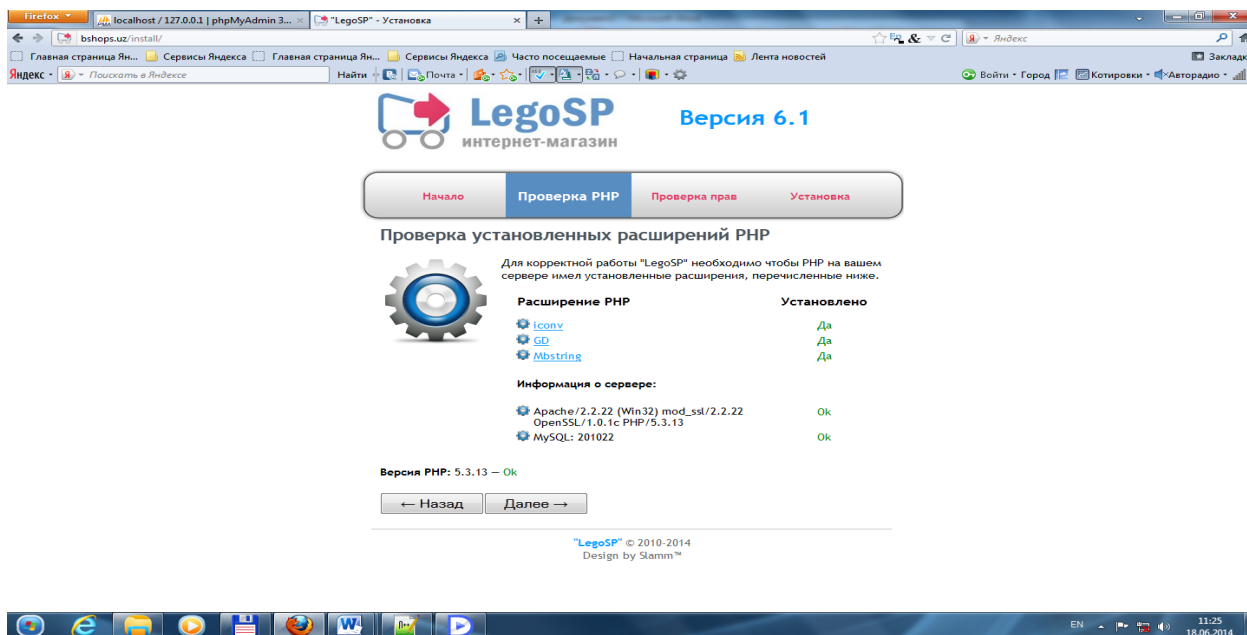 Firefox
localhost / 127.0.0.1 | phpMyAdmin 3...
"LegoSP" - Установка
bshops.uz/install/
Яндекс
Главная страница Ян...
Сервисы Яндекса
Главная страница Ян...
Сервисы Яндекса
Часто посещаемые
Начальная страница
Лента новостей
Закладк
Яндекс
Поискать в Яндексе
Найти
Почта
Войти
Город
Котировки
Авторадио
LegoSP
интернет-магазин
Версия 6.1
Начало
Проверка PHP
Проверка прав
Установка
Проверка установленных расширений PHP
Для корректной работы "LegoSP" необходимо чтобы PHP на вашем
сервере имел установленные расширения, перечисленные ниже.
Расширение PHP Установлено
iconv Да
GD Да
Mbstring Да
Информация о сервере:
Apache/2.2.22 (Win32) mod_ssl/2.2.22 Ok
OpenSSL/1.0.1c PHP/5.3.13
MySQL: 201022 Ok
Версия PHP: 5.3.13 — Ok
← Назад
Далее →
"LegoSP" © 2010-2014
Design by Slamm™
EN
11:25
18.06.2014